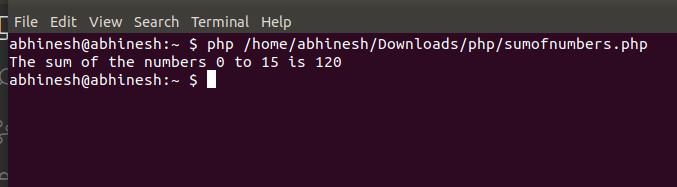 File Edit View Search Terminal Help
abhinesh@abhinesh:~ $ php /home/abhinesh/Downloads/php/sumofnumbers.php
The sum of the numbers 0 to 15 is 120
abhinesh@abhinesh:~ $